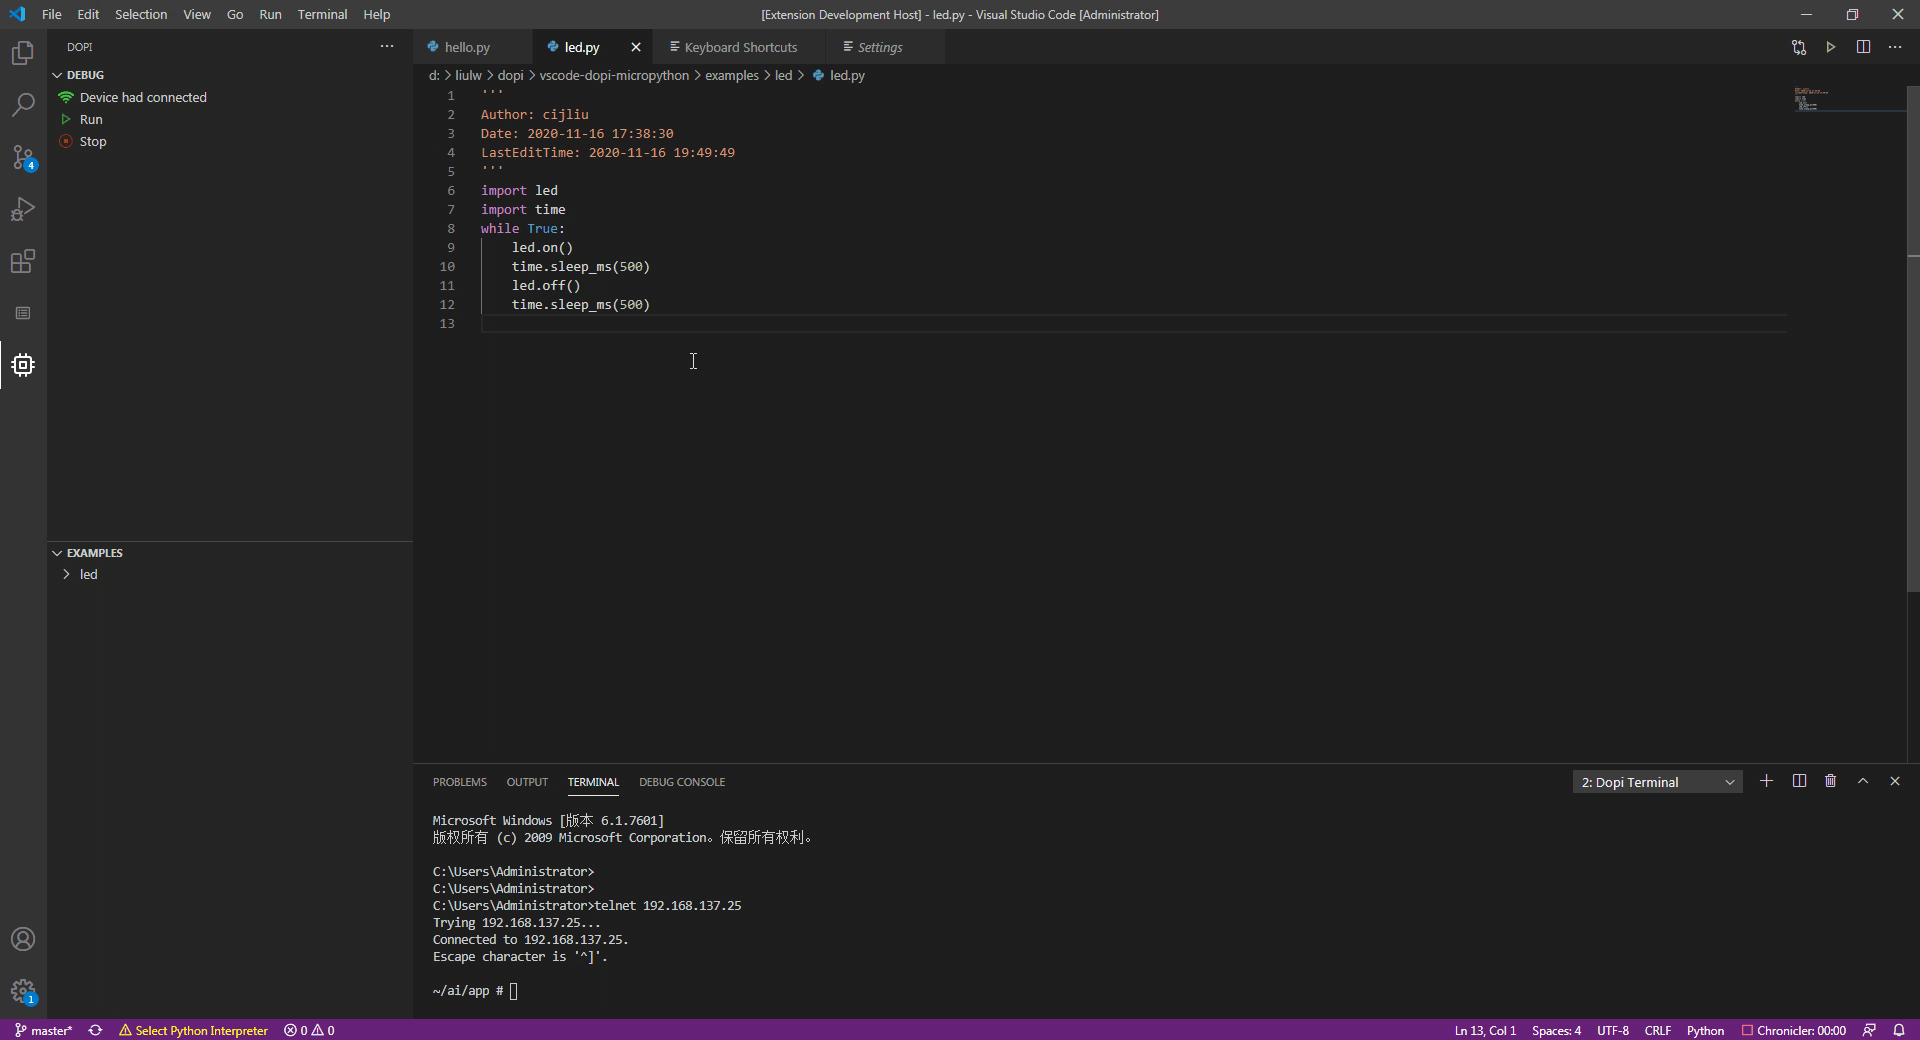 File Edit Selection View Go Run Terminal Help
[Extension Development Host] - led.py - Visual Studio Code [Administrator]
DOPI
DEBUG
Device had connected
Run
Stop
4
EXAMPLES
led
1
hello.py led.py Keyboard Shortcuts Settings
d: > liulw > dopi > vscode-dopi-micropython > examples > led > led.py
1 '''
2 Author: cijliu
3 Date: 2020-11-16 17:38:30
4 LastEditTime: 2020-11-16 19:49:49
5 '''
6 import led
7 import time
8 while True:
9     led.on()
10     time.sleep_ms(500)
11     led.off()
12     time.sleep_ms(500)
13
PROBLEMS OUTPUT TERMINAL DEBUG CONSOLE
2: Dopi Terminal
Microsoft Windows [版本 6.1.7601]
版权所有 (c) 2009 Microsoft Corporation。保留所有权利。
C:\Users\Administrator>
C:\Users\Administrator>
C:\Users\Administrator>telnet 192.168.137.25
Trying 192.168.137.25...
Connected to 192.168.137.25.
Escape character is '^]'.
~/ai/app #
master* Select Python Interpreter 0 0
Ln 13, Col 1 Spaces: 4 UTF-8 CRLF Python Chronicler: 00:00